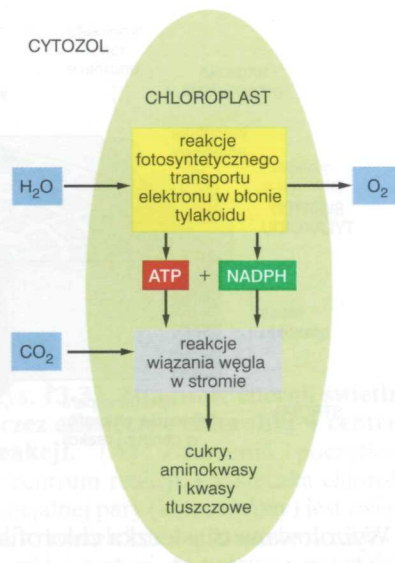 CYTOZOL
CHLOROPLAST
reakcje
fotosyntetycznego
transportu
elektronu w błonie
tylakoidu
H₂O
O₂
ATP + NADPH
CO₂
reakcje
wiązania węgla
w stromie
cukry,
aminokwasy
i kwasy
tłuszczowe